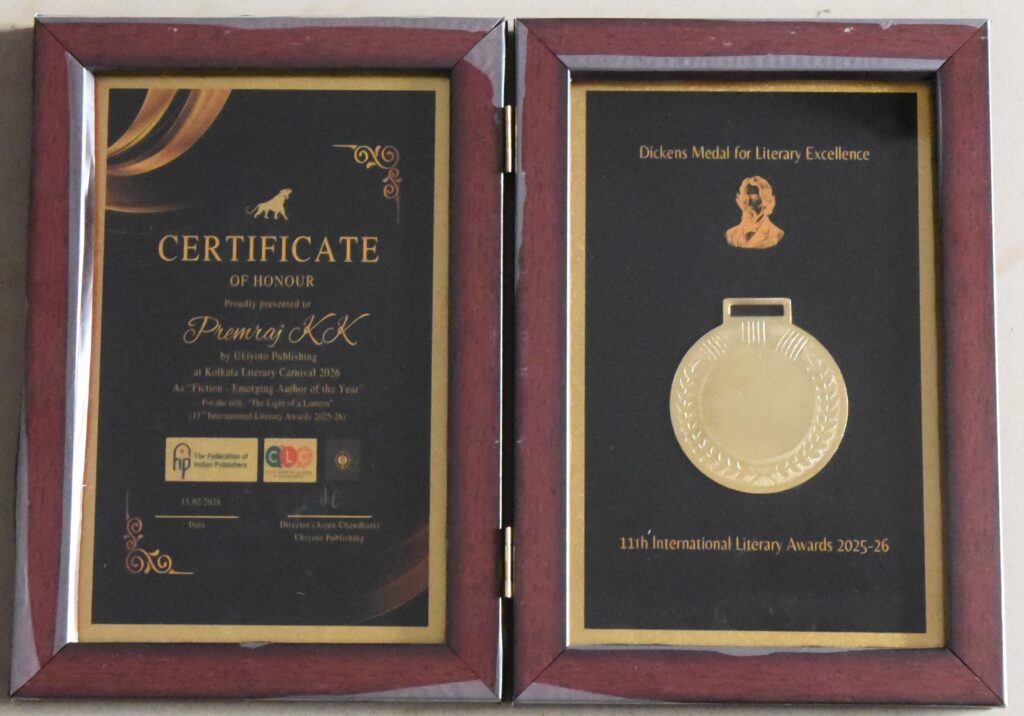 CERTIFICATE
OF HONOUR
Proudly presented to
Premraj KK
by Ukiyoto Publishing
at Kolkata Literary Carnival 2026
As "Fiction - Emerging Author of the Year"
For the title, "The Light of a Lantern"
(11th International Literary Awards 2025-26)
fip
The Federation of
Indian Publishers
CLC
15.02.2026
Date
Director (Arjun Chawdhuri)
Ukiyoto Publishing
Dickens Medal for Literary Excellence
11th International Literary Awards 2025-26